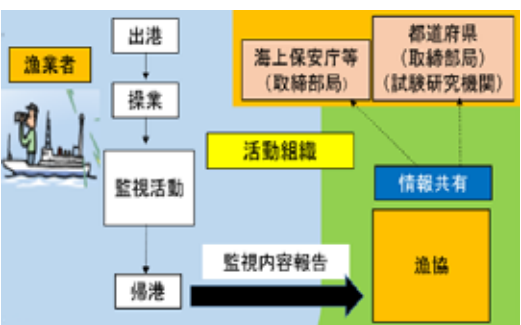 漁業者
出港
操業
監視活動
帰港
監視内容報告
活動組織
海上保安庁等
(取締部局)
都道府県
(取締部局)
(試験研究機関)
情報共有
漁協